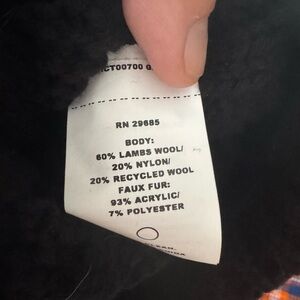 RN 29685
BODY:
60% LAMBS WOOL/
20% NYLON/
20% RECYCLED WOOL
FAUX FUR:
93% ACRYLIC/
7% POLYESTER